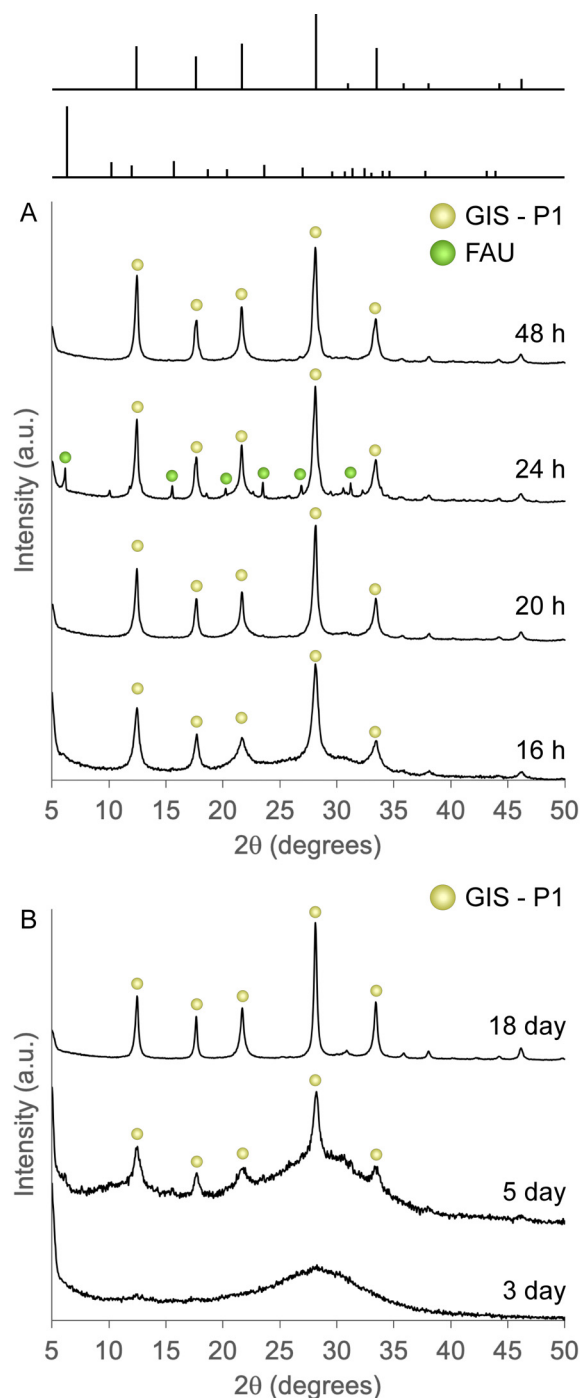 A
GIS - P1
FAU
48 h
24 h
20 h
16 h
Intensity (a.u.)
5 10 15 20 25 30 35 40 45 50
2θ (degrees)
B
GIS - P1
18 day
5 day
3 day
Intensity (a.u.)
5 10 15 20 25 30 35 40 45 50
2θ (degrees)